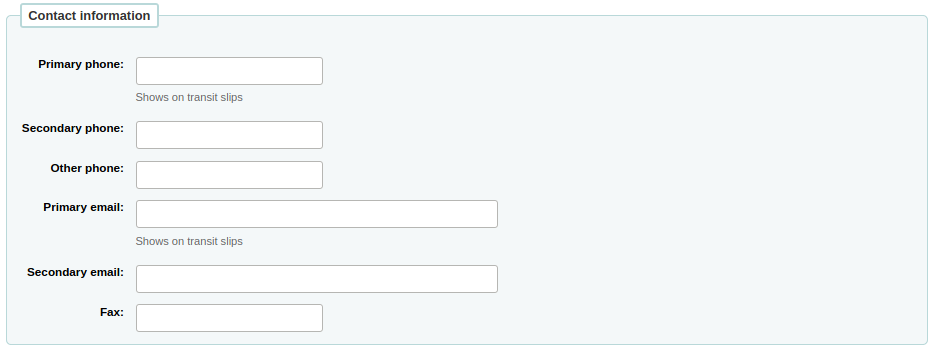 Contact information
Primary phone:
Shows on transit slips
Secondary phone:
Other phone:
Primary email:
Shows on transit slips
Secondary email:
Fax: